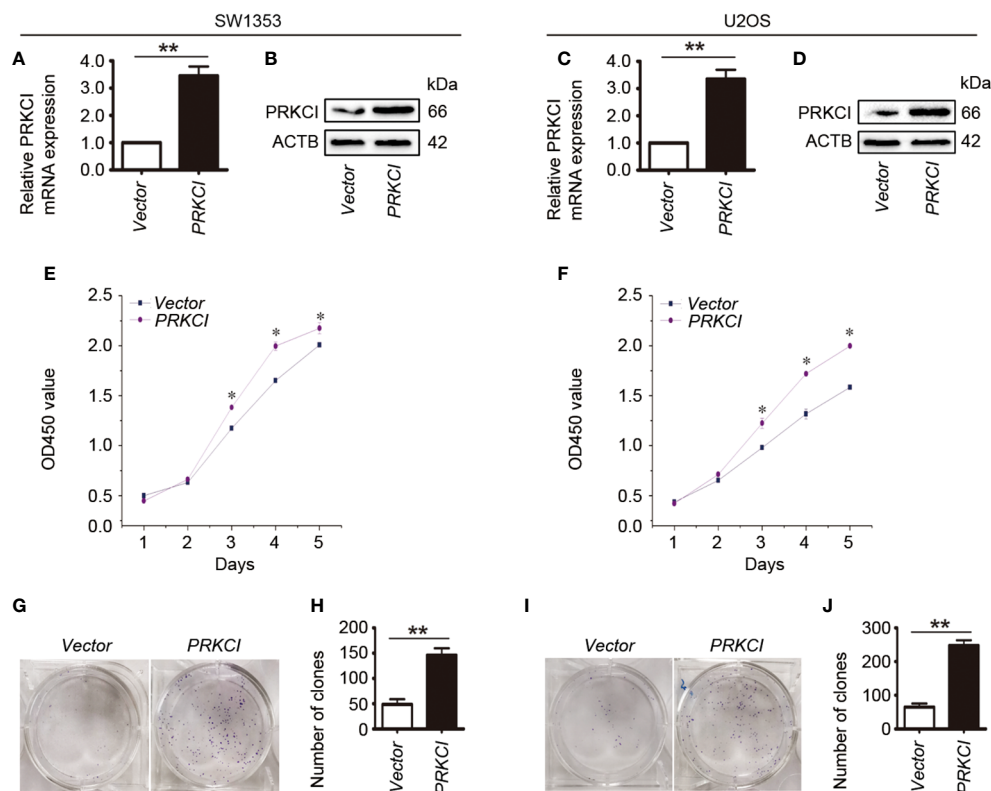 SW1353
U2OS
A
Relative PRKCI
mRNA expression
4.0
3.0
2.0
1.0
0.0
**
Vector
PRKCI
B
kDa
PRKCI
66
ACTB
42
Vector
PRKCI
C
Relative PRKCI
mRNA expression
4.0
3.0
2.0
1.0
0.0
**
Vector
PRKCI
D
kDa
PRKCI
66
ACTB
42
Vector
PRKCI
E
OD450 value
2.5
2.0
1.5
1.0
0.5
0.0
Vector
PRKCI
*
*
*
1 2 3 4 5
Days
F
OD450 value
2.5
2.0
1.5
1.0
0.5
0.0
Vector
PRKCI
*
*
*
1 2 3 4 5
Days
G
Vector
PRKCI
H
Number of clones
200
150
100
50
0
**
Vector
PRKCI
I
Vector
PRKCI
J
Number of clones
300
200
100
0
**
Vector
PRKCI